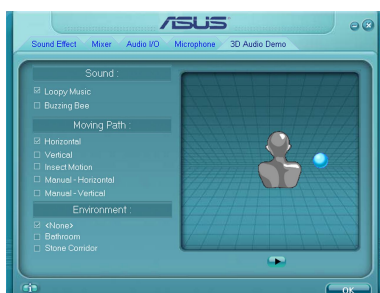 ASUS
Sound Effect Mixer Audio I/O Microphone 3D Audio Demo
Sound :
Loopy Music
Buzzing Bee
Moving Path :
Horizontal
Vertical
Insect Motion
Manual - Horizontal
Manual - Vertical
Environment :
<None>
Bathroom
Stone Corridor
i
OK